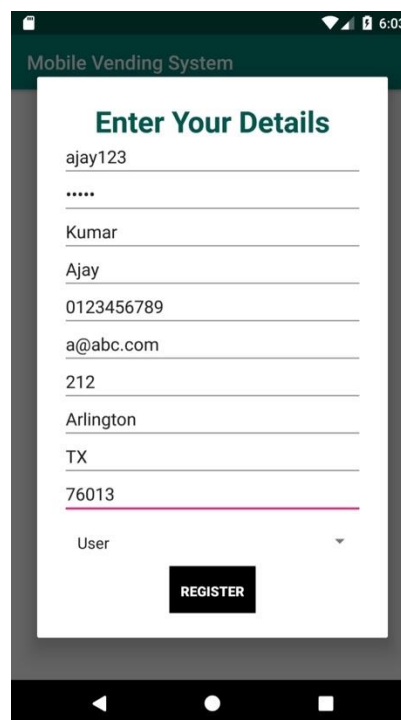 6:03
Mobile Vending System
Enter Your Details
ajay123
•••••
Kumar
Ajay
0123456789
a@abc.com
212
Arlington
TX
76013
User
REGISTER